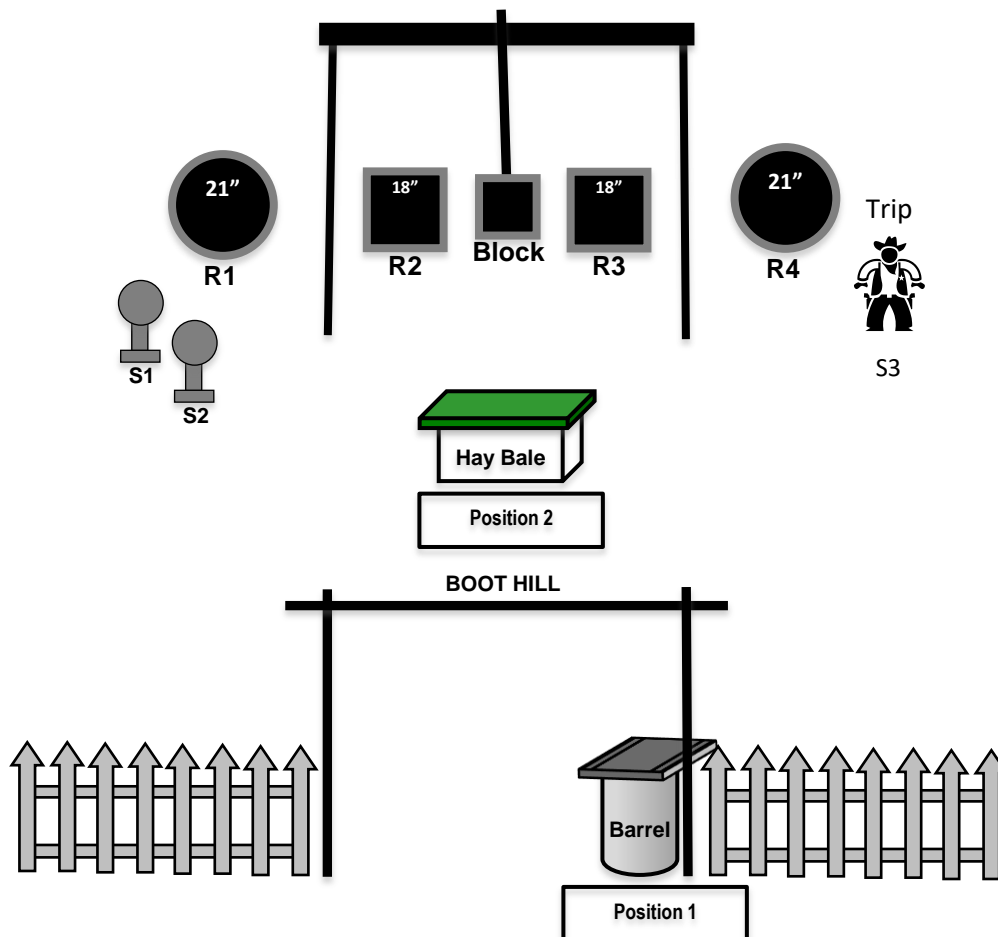 21”
18”
18”
21”
Trip
R1
R2
Block
R3
R4
S1
S2
S3
Hay Bale
Position 2
BOOT HILL
Barrel
Position 1